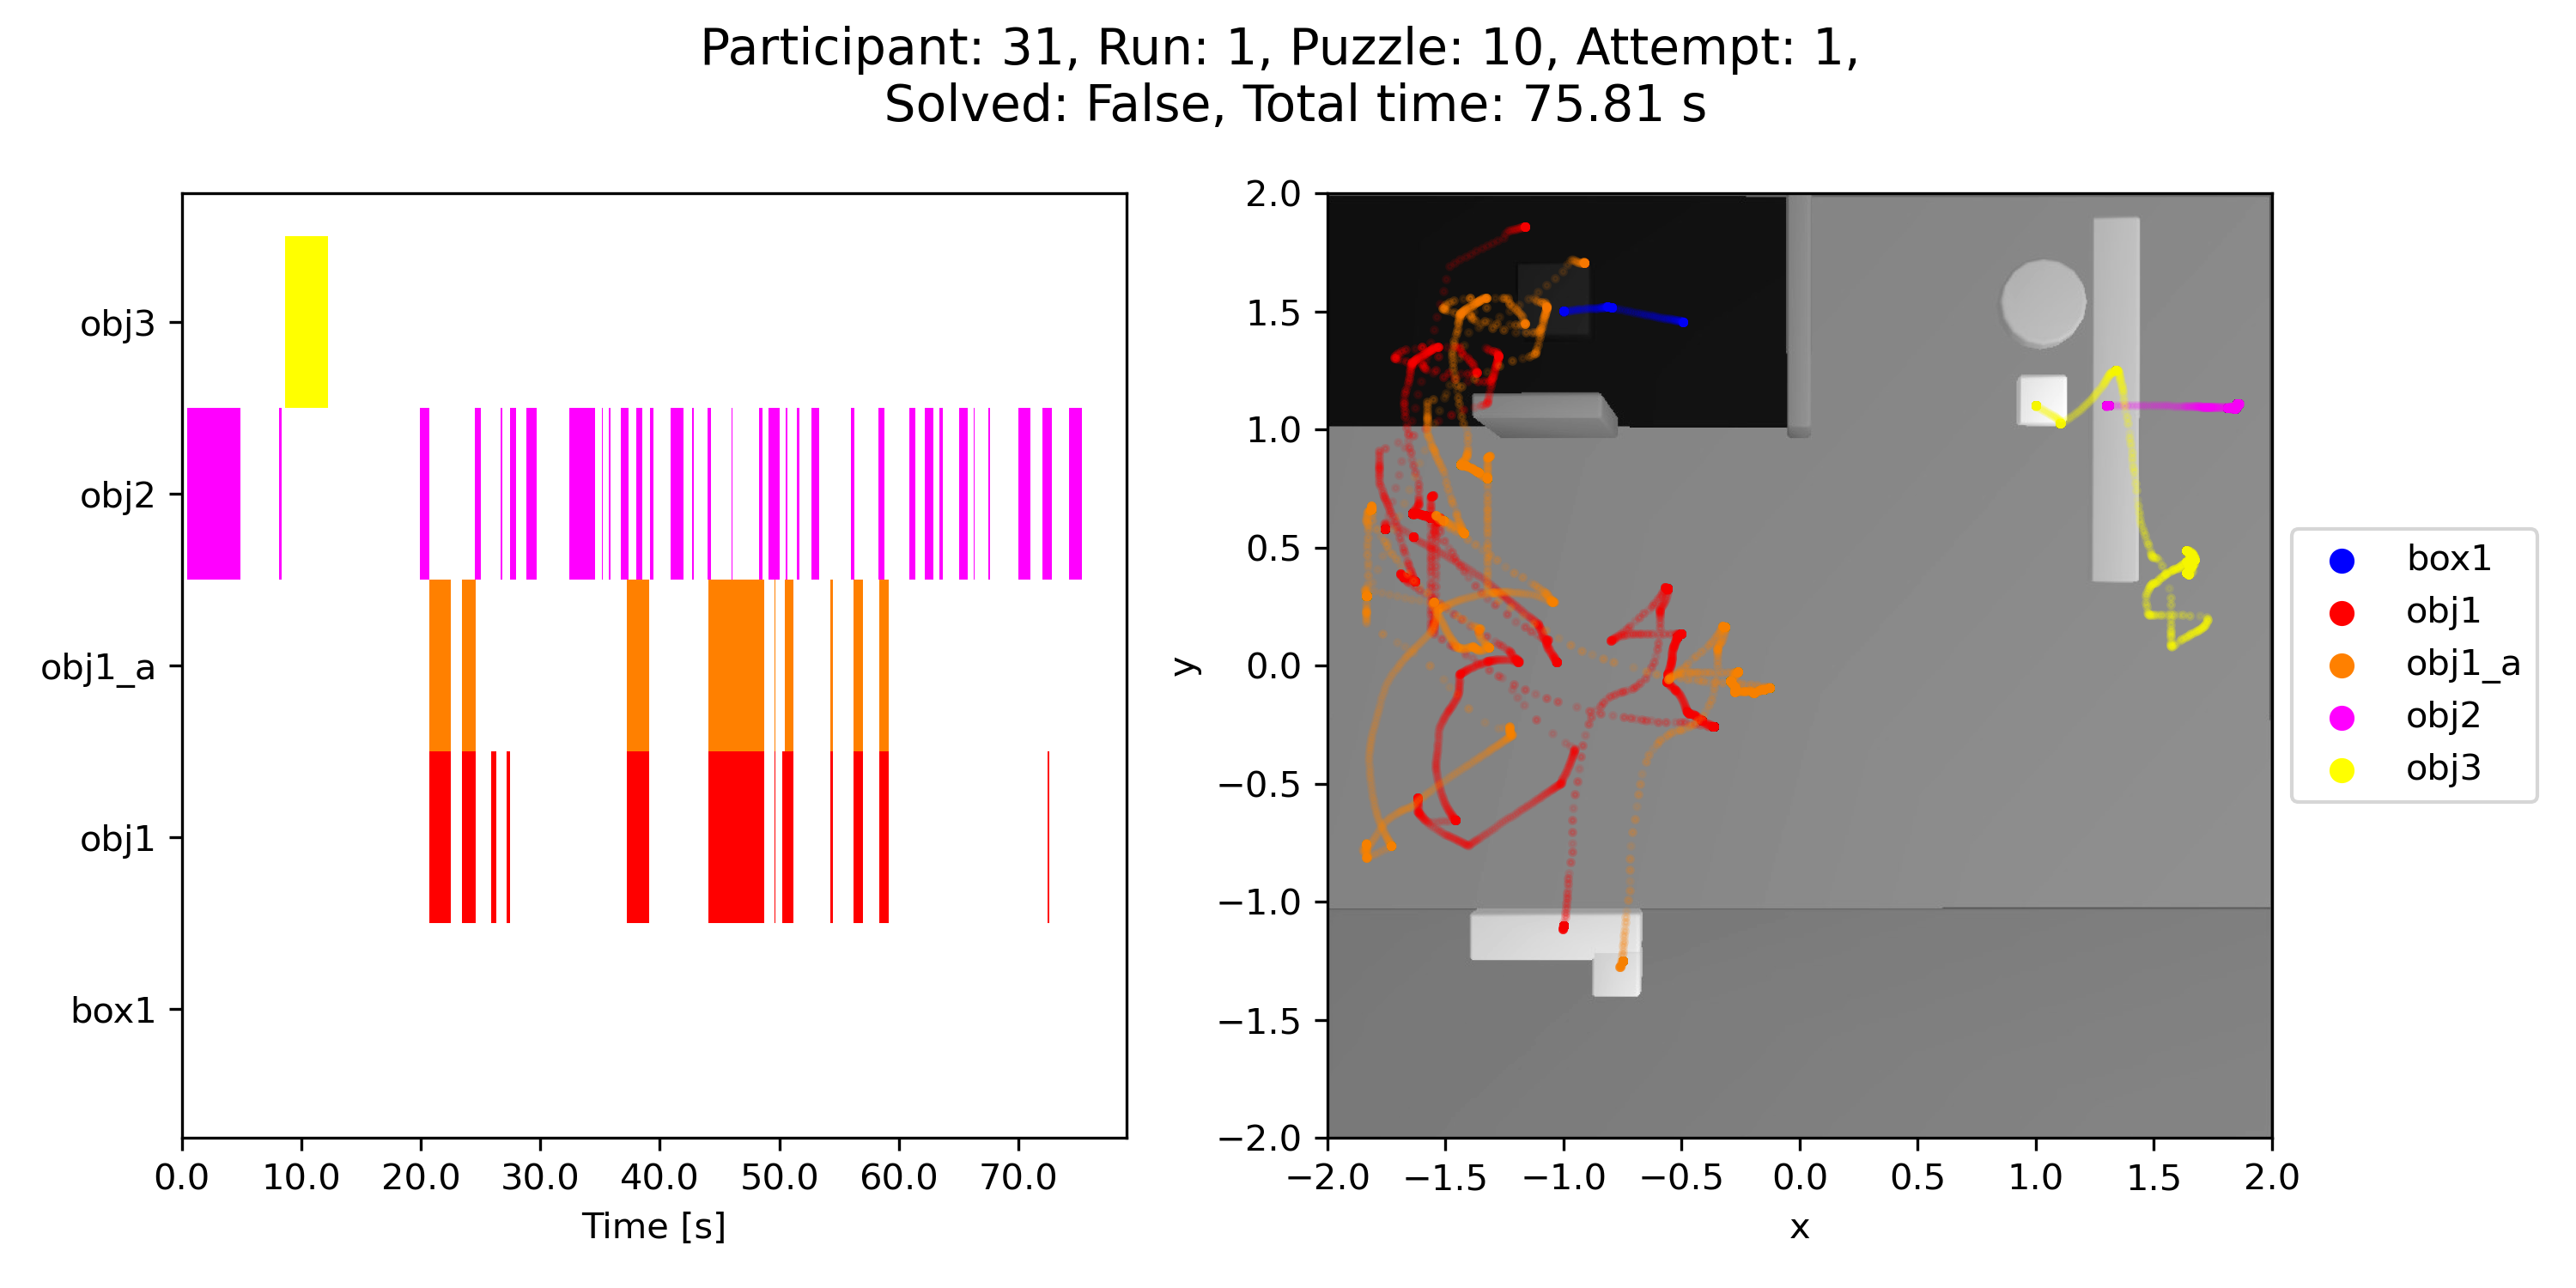 Participant: 31, Run: 1, Puzzle: 10, Attempt: 1,
Solved: False, Total time: 75.81 s
obj3
obj2
obj1_a
obj1
box1
0.0 10.0 20.0 30.0 40.0 50.0 60.0 70.0
Time [s]
2.0
1.5
1.0
0.5
0.0
−0.5
−1.0
−1.5
−2.0
y
−2.0 −1.5 −1.0 −0.5 0.0 0.5 1.0 1.5 2.0
x
box1
obj1
obj1_a
obj2
obj3